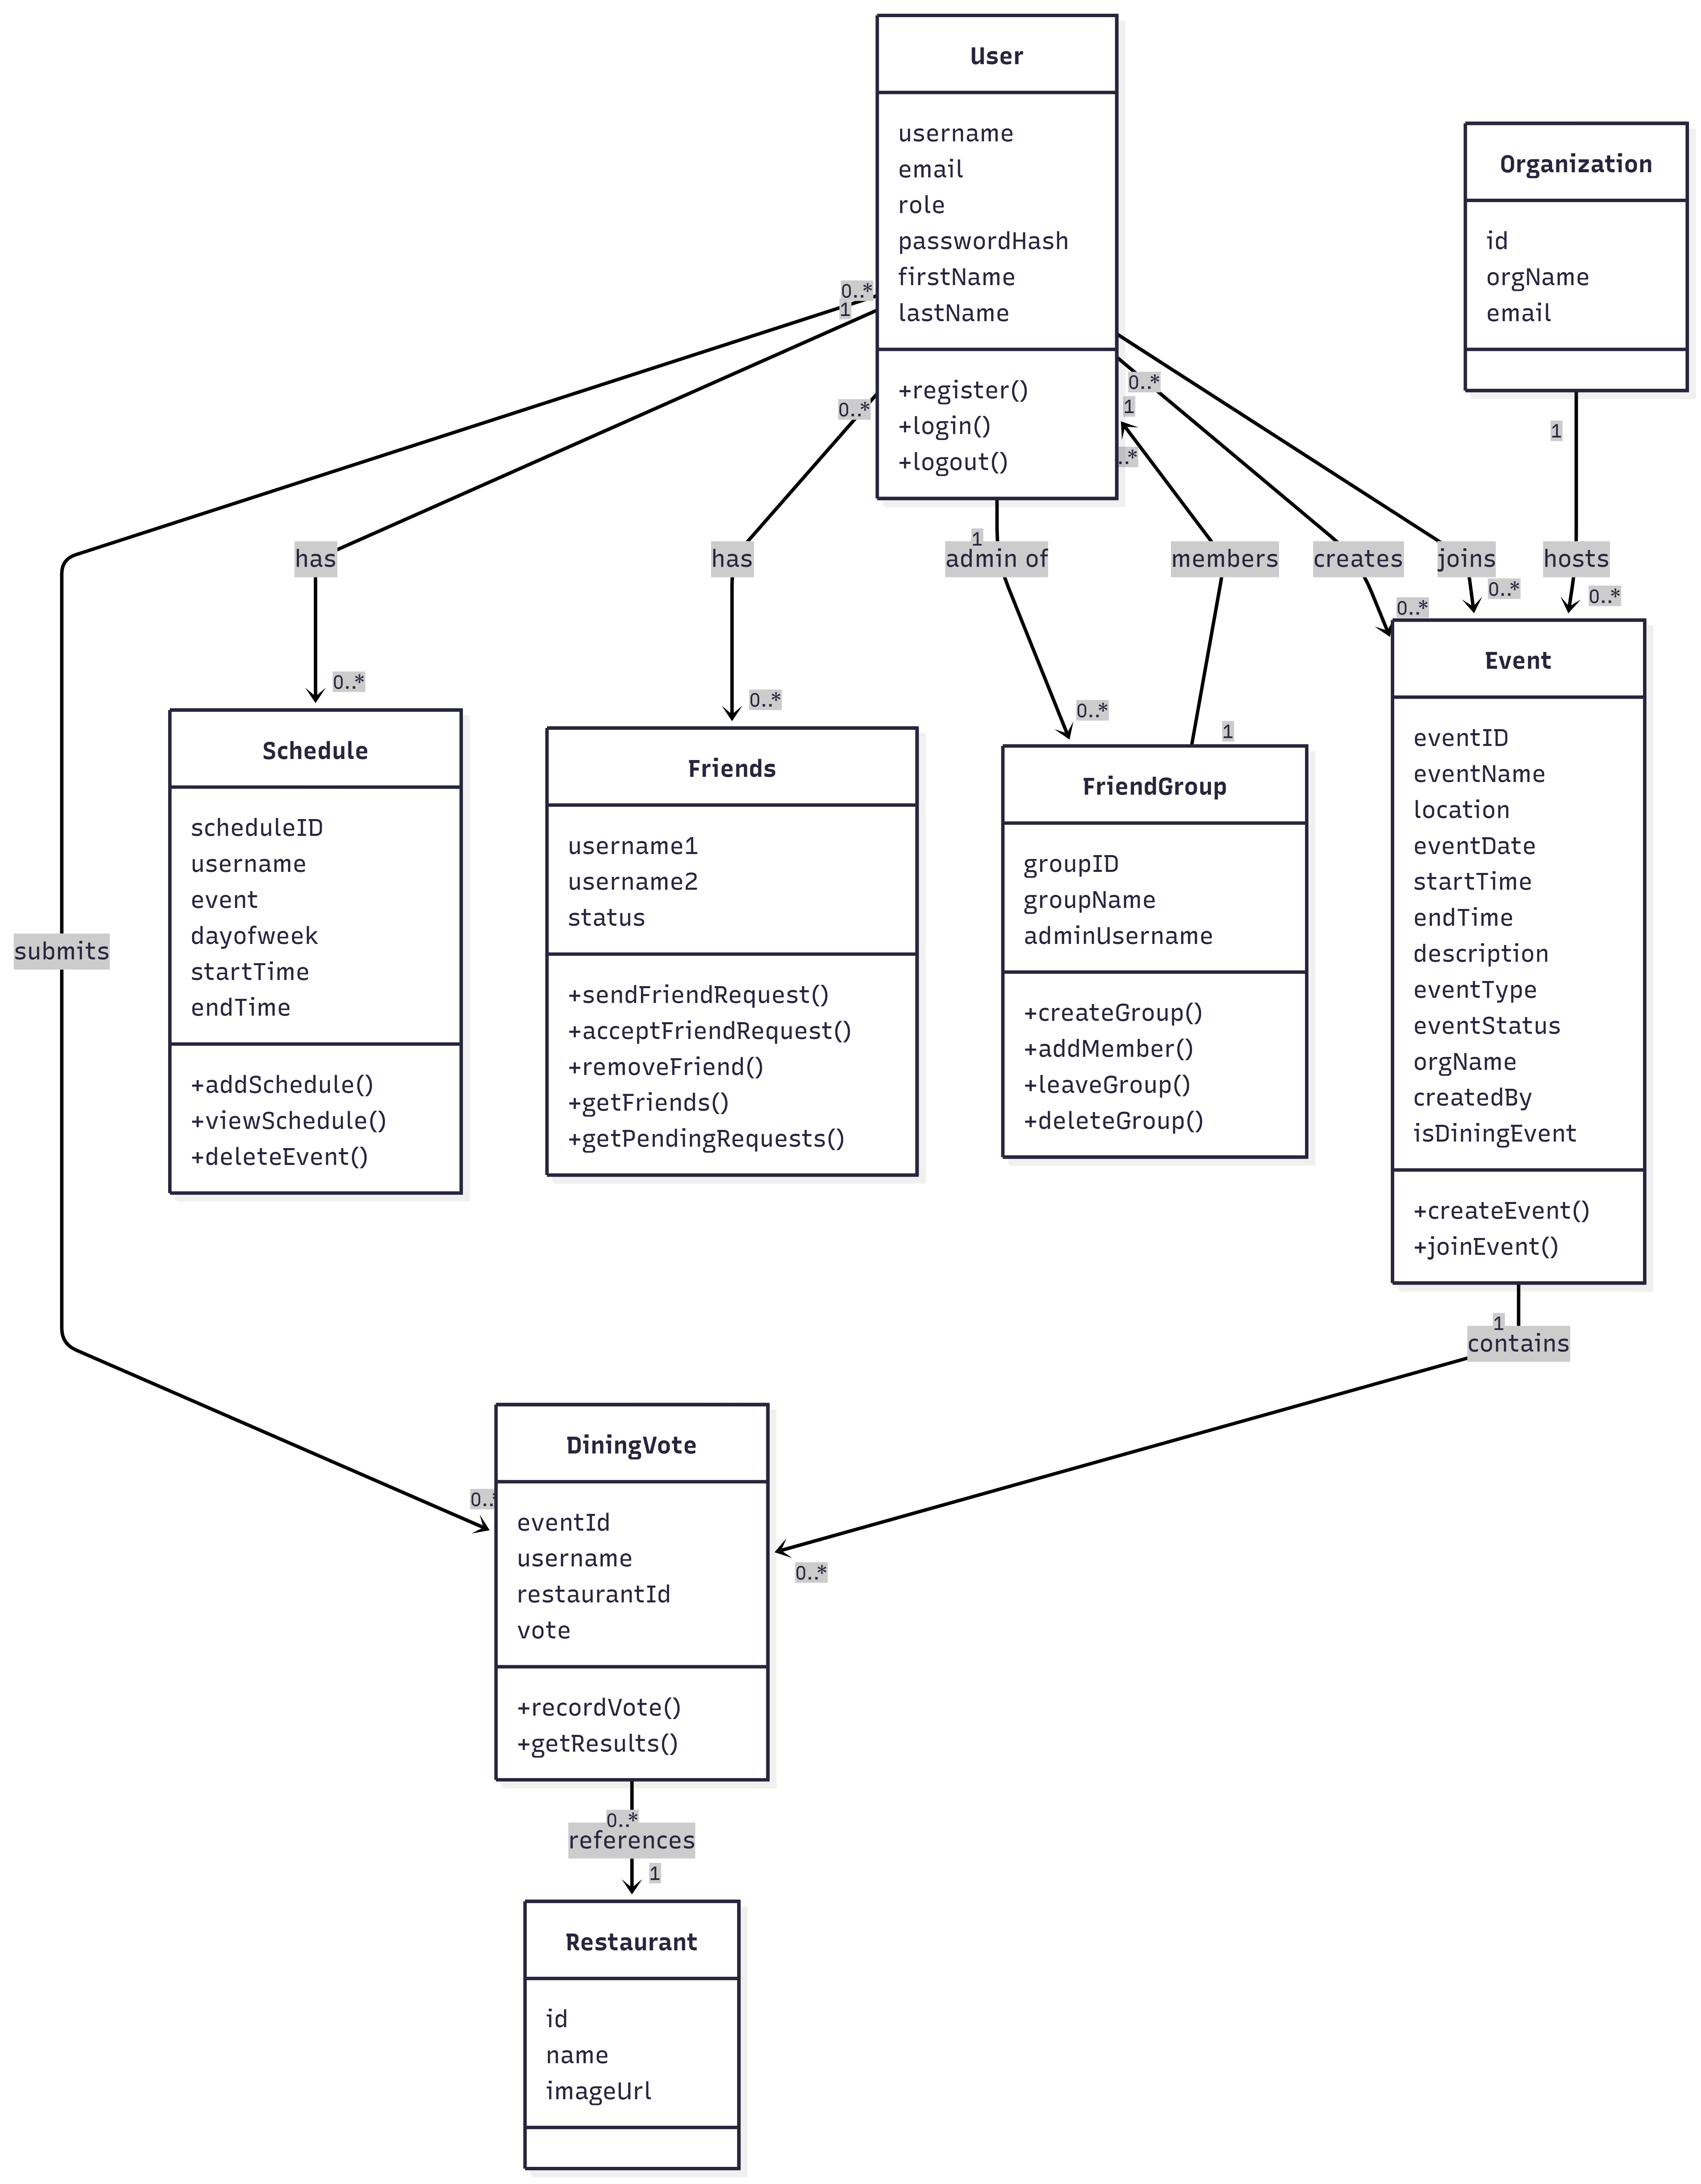 User
username
email
role
passwordHash
firstName
lastName
+register()
+login()
+logout()
Organization
id
orgName
email
0..*
1
0..*
0..*
1
1
1
has
has
admin of
members
creates
joins
hosts
0..*
0..*
0..*
1
0..*
0..*
0..*
Schedule
scheduleID
username
event
dayofweek
startTime
endTime
+addSchedule()
+viewSchedule()
+deleteEvent()
Friends
username1
username2
status
+sendFriendRequest()
+acceptFriendRequest()
+removeFriend()
+getFriends()
+getPendingRequests()
FriendGroup
groupID
groupName
adminUsername
+createGroup()
+addMember()
+leaveGroup()
+deleteGroup()
Event
eventID
eventName
location
eventDate
startTime
endTime
description
eventType
eventStatus
orgName
createdBy
isDiningEvent
+createEvent()
+joinEvent()
submits
1
contains
0..*
DiningVote
eventId
username
restaurantId
vote
+recordVote()
+getResults()
0..*
references
1
Restaurant
id
name
imageUrl